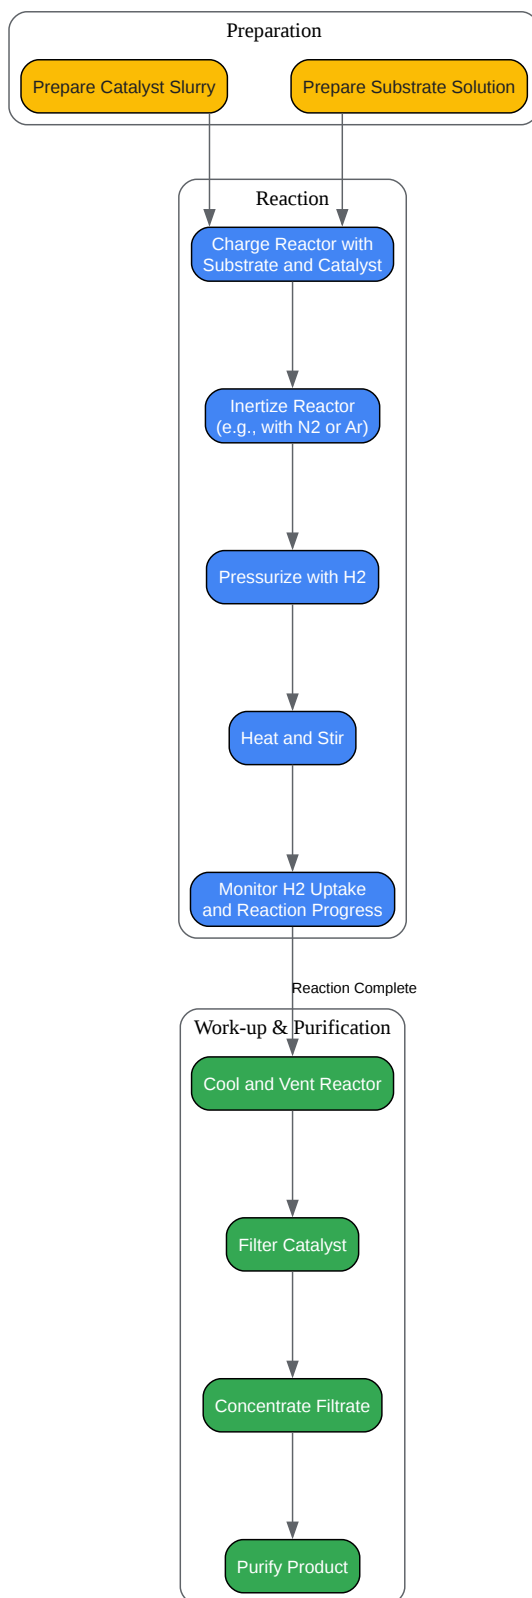 Preparation
Prepare Catalyst Slurry
Prepare Substrate Solution
Reaction
Charge Reactor with
Substrate and Catalyst
Inertize Reactor
(e.g., with N2 or Ar)
Pressurize with H2
Heat and Stir
Monitor H2 Uptake
and Reaction Progress
Reaction Complete
Work-up & Purification
Cool and Vent Reactor
Filter Catalyst
Concentrate Filtrate
Purify Product